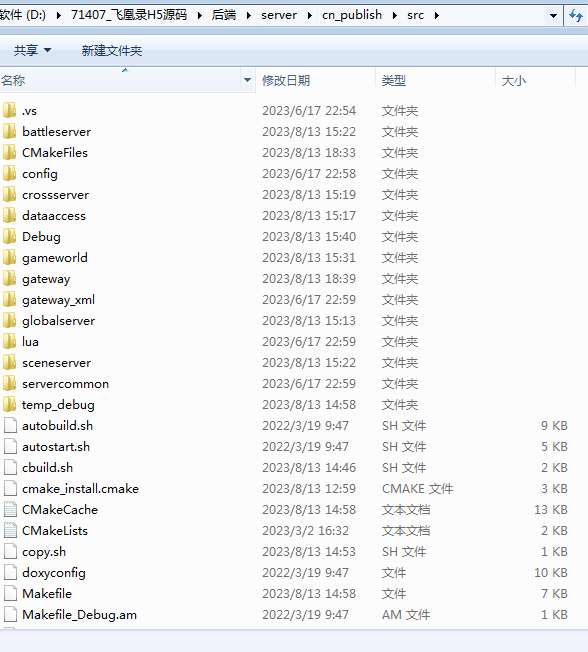 软件 (D:) 71407_飞凰录H5源码 后端 server cn_publish src
共享 新建文件夹
名称 修改日期 类型 大小
.vs 2023/6/17 22:54 文件夹
battleserver 2023/8/13 15:22 文件夹
CMakeFiles 2023/8/13 18:33 文件夹
config 2023/6/17 22:58 文件夹
crossserver 2023/8/13 15:19 文件夹
dataaccess 2023/8/13 15:17 文件夹
Debug 2023/8/13 15:40 文件夹
gameworld 2023/8/13 15:31 文件夹
gateway 2023/8/13 18:39 文件夹
gateway_xml 2023/6/17 22:59 文件夹
globalserver 2023/8/13 15:13 文件夹
lua 2023/6/17 22:59 文件夹
sceneserver 2023/8/13 15:22 文件夹
servercommon 2023/6/17 22:59 文件夹
temp_debug 2023/8/13 14:58 文件夹
autobuild.sh 2022/3/19 9:47 SH 文件 9 KB
autostart.sh 2022/3/19 9:47 SH 文件 5 KB
cbuild.sh 2023/8/13 14:46 SH 文件 2 KB
cmake_install.cmake 2023/8/13 12:59 CMAKE 文件 3 KB
CMakeCache 2023/8/13 14:58 文本文档 13 KB
CMakeLists 2023/3/2 16:32 文本文档 2 KB
copy.sh 2023/8/13 14:53 SH 文件 1 KB
doxyconfig 2022/3/19 9:47 文件 10 KB
Makefile 2023/8/13 14:58 文件 7 KB
Makefile_Debug.am 2022/3/19 9:47 AM 文件 1 KB